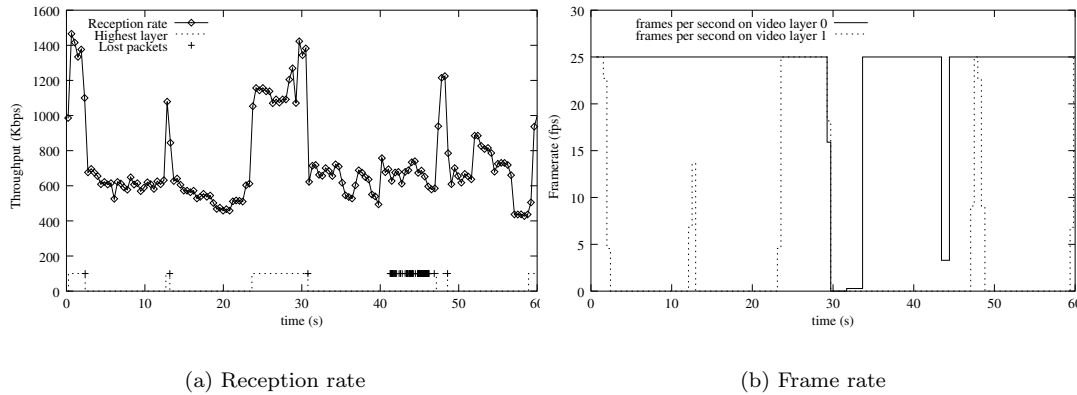 Reception rate
Highest layer
Lost packets
1600
1400
1200
1000
800
600
400
200
0
Throughput (Kbps)
0
10
20
30
40
50
60
time (s)
(a) Reception rate
frames per second on video layer 0
frames per second on video layer 1
30
25
20
15
10
5
0
Framerate (fps)
0
10
20
30
40
50
60
time (s)
(b) Frame rate